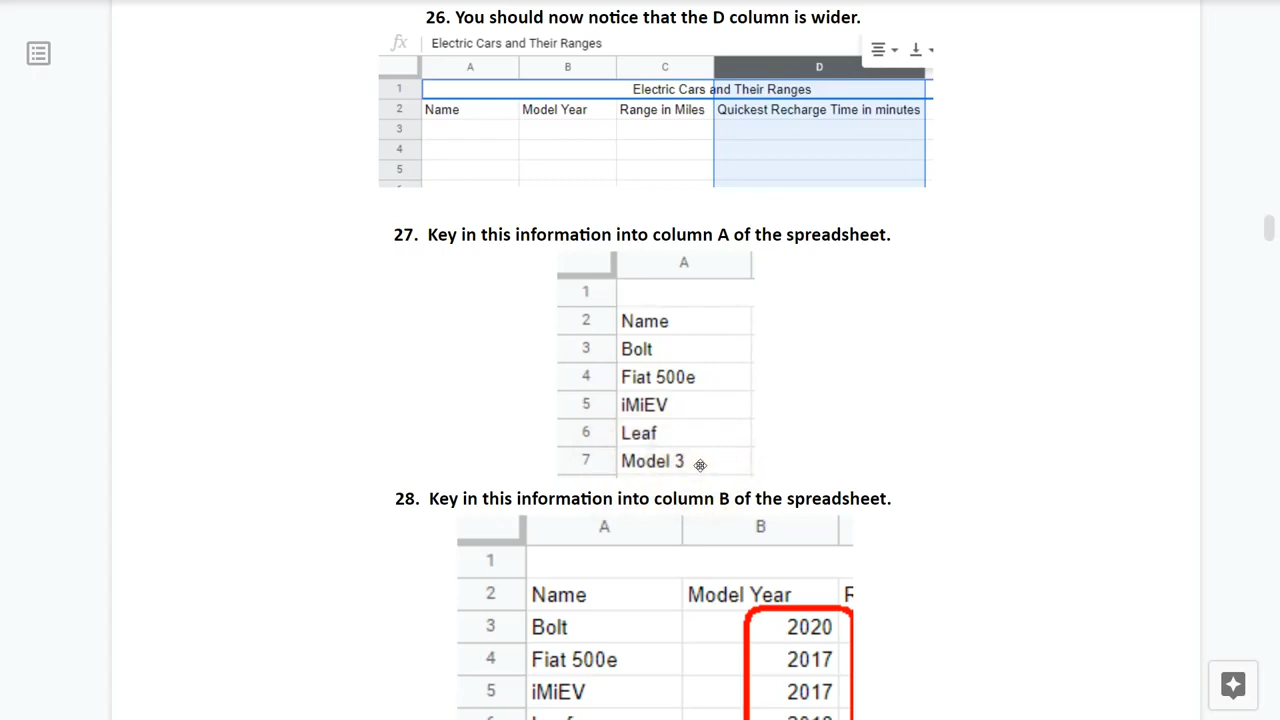 26. You should now notice that the D column is wider.
fx Electric Cars and Their Ranges
A B C D
1 Electric Cars and Their Ranges
2 Name Model Year Range in Miles Quickest Recharge Time in minutes
3
4
5
27. Key in this information into column A of the spreadsheet.
A
1
2 Name
3 Bolt
4 Fiat 500e
5 iMiEV
6 Leaf
7 Model 3
28. Key in this information into column B of the spreadsheet.
A B
1
2 Name Model Year
3 Bolt 2020
4 Fiat 500e 2017
5 iMiEV 2017